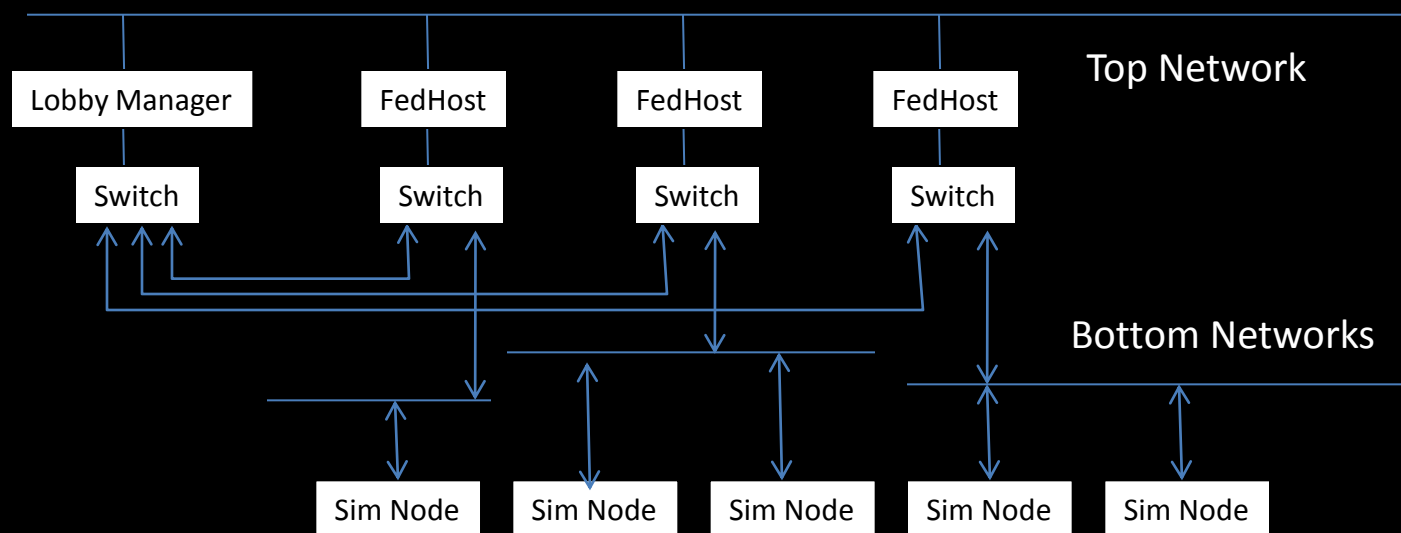 Top Network
Lobby Manager
FedHost
FedHost
FedHost
Switch
Switch
Switch
Switch
Bottom Networks
Sim Node
Sim Node
Sim Node
Sim Node
Sim Node